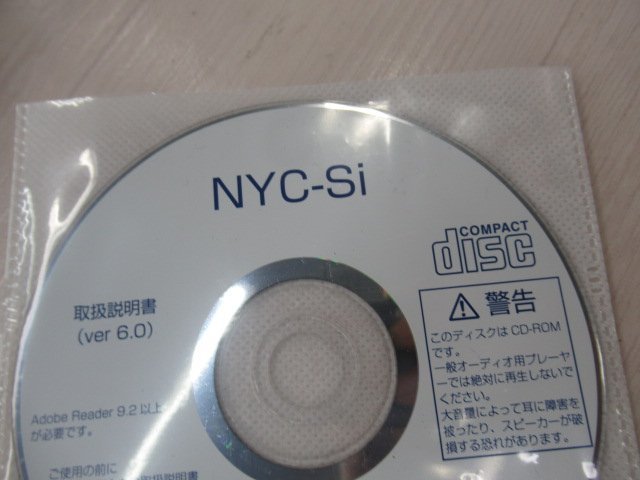 NYC-Si
COMPACT
disc
取扱説明書
(ver 6.0)
警告
このディスクは CD-ROM
です。
一般オーディオ用プレーヤ
ーでは絶対に再生しないで
ください。
大音響によって耳に障害を
被ったり、スピーカーが破
損する恐れがあります。
Adobe Reader 9.2 以上
が必要です。
ご使用の前に
取扱説明書